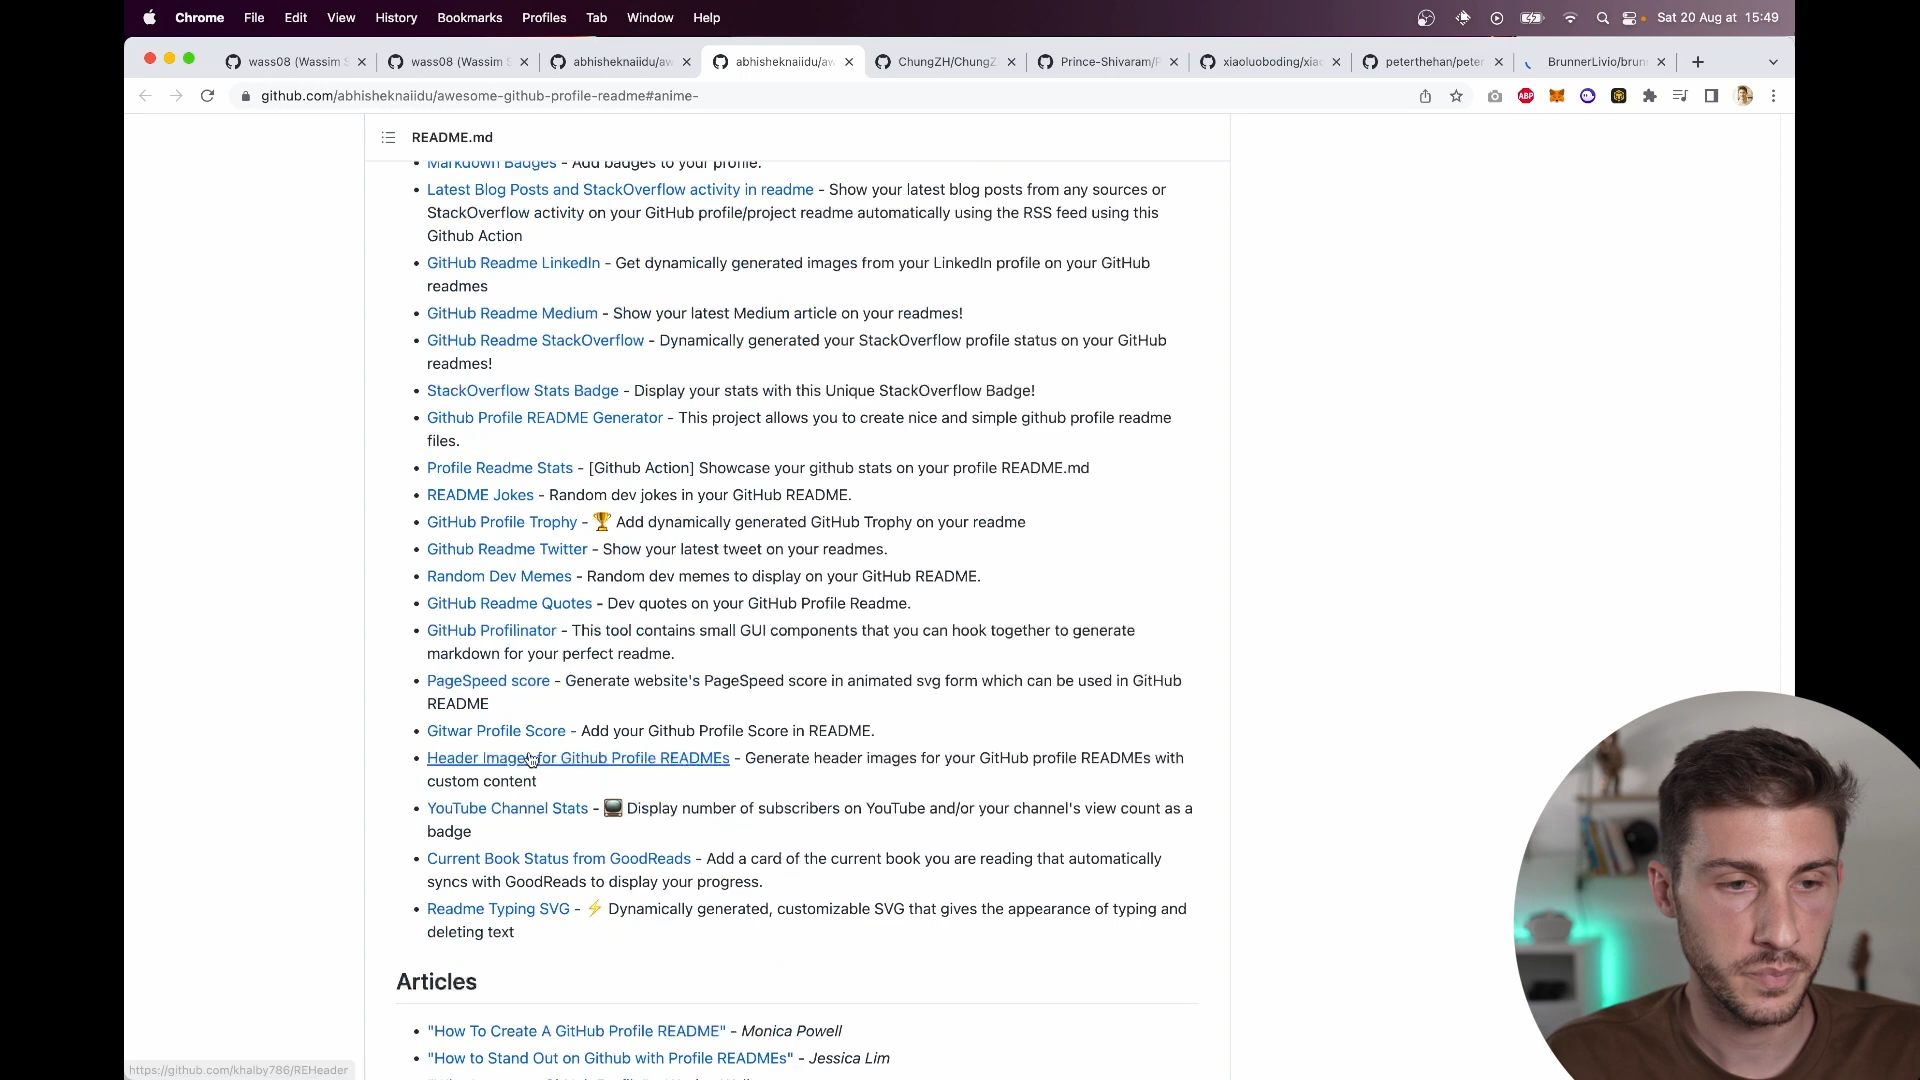 Chrome File Edit View History Bookmarks Profiles Tab Window Help Sat 20 Aug at 15:49
wass08 (Wassim S wass08 (Wassim S abhisheknaiidu/aw abhisheknaiidu/aw ChungZH/ChungZ Prince-Shivaram/P xiaoluoboding/xiao peterthehan/peter BrunnerLivio/brun
github.com/abhisheknaiidu/awesome-github-profile-readme#anime- ABP
README.md
Markdown Badges - Add badges to your profile.
Latest Blog Posts and StackOverflow activity in readme - Show your latest blog posts from any sources or
StackOverflow activity on your GitHub profile/project readme automatically using the RSS feed using this
Github Action
GitHub Readme LinkedIn - Get dynamically generated images from your LinkedIn profile on your GitHub
readmes
GitHub Readme Medium - Show your latest Medium article on your readmes!
GitHub Readme StackOverflow - Dynamically generated your StackOverflow profile status on your GitHub
readmes!
StackOverflow Stats Badge - Display your stats with this Unique StackOverflow Badge!
Github Profile README Generator - This project allows you to create nice and simple github profile readme
files.
Profile Readme Stats - [Github Action] Showcase your github stats on your profile README.md
README Jokes - Random dev jokes in your GitHub README.
GitHub Profile Trophy - 🏆 Add dynamically generated GitHub Trophy on your readme
Github Readme Twitter - Show your latest tweet on your readmes.
Random Dev Memes - Random dev memes to display on your GitHub README.
GitHub Readme Quotes - Dev quotes on your GitHub Profile Readme.
GitHub Profilinator - This tool contains small GUI components that you can hook together to generate
markdown for your perfect readme.
PageSpeed score - Generate website's PageSpeed score in animated svg form which can be used in GitHub
README
Gitwar Profile Score - Add your Github Profile Score in README.
Header Images for Github Profile READMEs - Generate header images for your GitHub profile READMEs with
custom content
YouTube Channel Stats - 📺 Display number of subscribers on YouTube and/or your channel's view count as a
badge
Current Book Status from GoodReads - Add a card of the current book you are reading that automatically
syncs with GoodReads to display your progress.
Readme Typing SVG - ⚡ Dynamically generated, customizable SVG that gives the appearance of typing and
deleting text
Articles
"How To Create A GitHub Profile README" - Monica Powell
"How to Stand Out on Github with Profile READMEs" - Jessica Lim
https://github.com/khalby786/REHeader